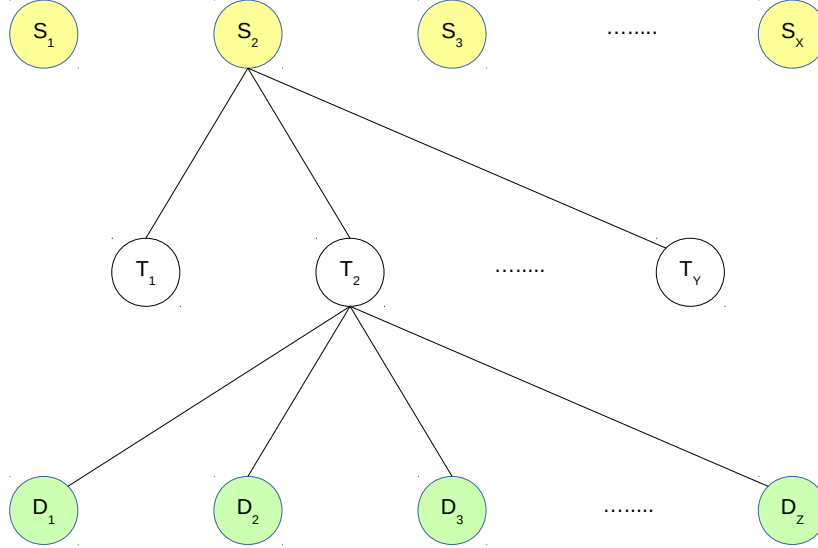 S1 S2 S3 …..... SX
T1 T2 …..... TY
D1 D2 D3 …..... DZ